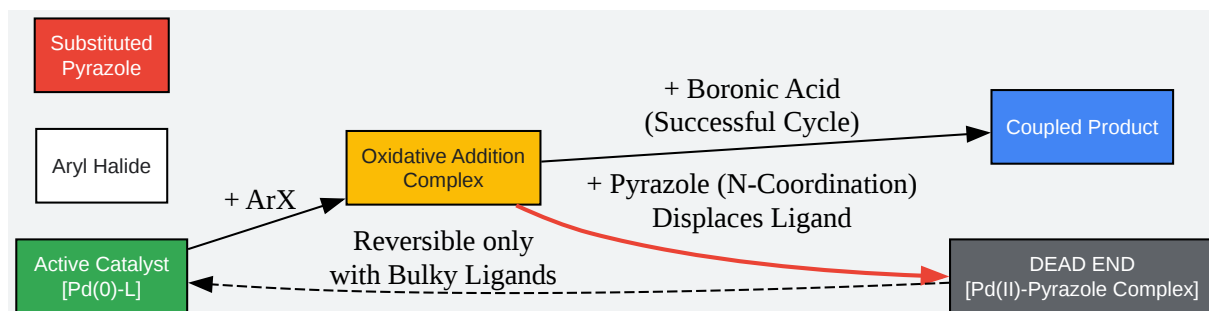 Substituted
Pyrazole
Aryl Halide
Active Catalyst
[Pd(0)-L]
+ ArX
Oxidative Addition
Complex
+ Boronic Acid
(Successful Cycle)
Coupled Product
+ Pyrazole (N-Coordination)
Displaces Ligand
Reversible only
with Bulky Ligands
DEAD END
[Pd(II)-Pyrazole Complex]